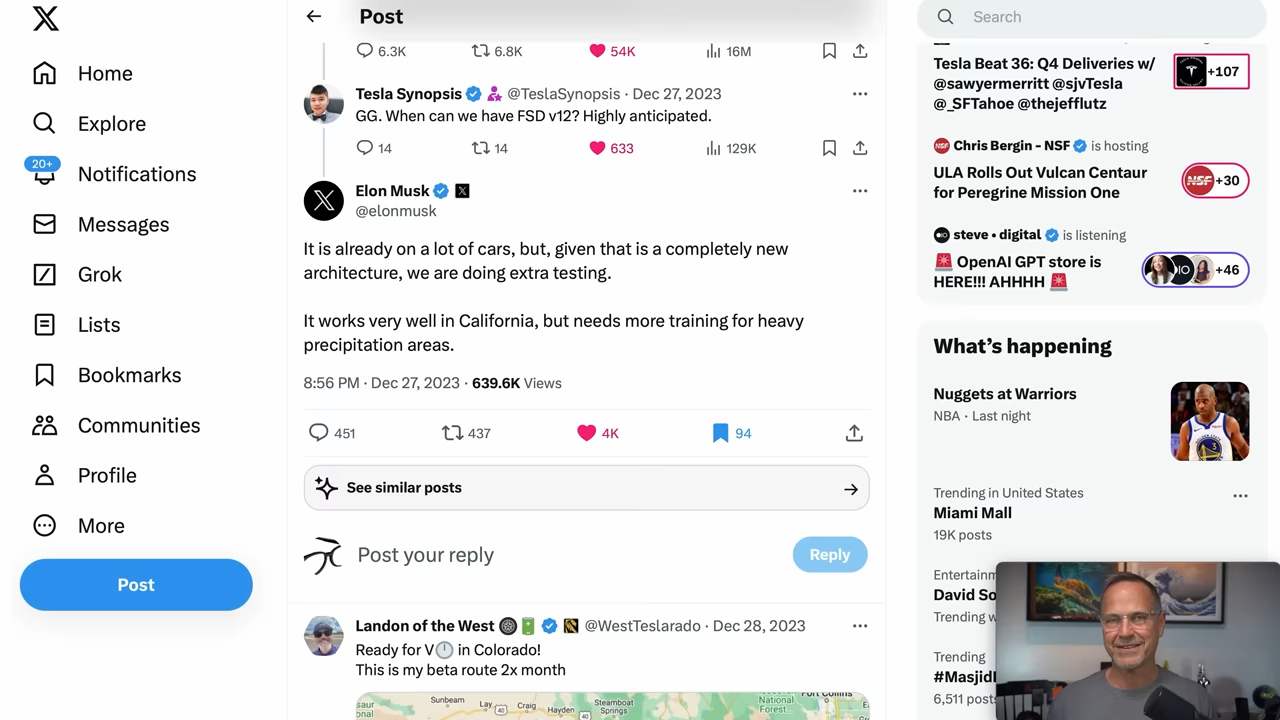 Home
Explore
20+
Notifications
Messages
Grok
Lists
Bookmarks
Communities
Profile
More
Post
Post
6.3K 6.8K 54K 16M
Tesla Synopsis @TeslaSynopsis · Dec 27, 2023
GG. When can we have FSD v12? Highly anticipated.
14 14 633 129K
Elon Musk
@elonmusk
It is already on a lot of cars, but, given that is a completely new
architecture, we are doing extra testing.
It works very well in California, but needs more training for heavy
precipitation areas.
8:56 PM · Dec 27, 2023 · 639.6K Views
451 437 4K 94
See similar posts
Post your reply
Reply
Landon of the West @WestTeslarado · Dec 28, 2023
Ready for V🕛 in Colorado!
This is my beta route 2x month
Sunbeam
Lay
40
Craig
Hayden
40
Steamboat
Springs
National
Forest
Fort Collins
Search
Tesla Beat 36: Q4 Deliveries w/
@sawyermerritt @sjvTesla
@_SFTahoe @thejefflutz
+107
Chris Bergin - NSF is hosting
ULA Rolls Out Vulcan Centaur
for Peregrine Mission One
NSF +30
steve • digital is listening
🚨 OpenAI GPT store is
HERE!!! AHHHH 🚨
IO +46
What's happening
Nuggets at Warriors
NBA · Last night
Trending in United States
Miami Mall
19K posts
Entertainm
David So
Trending w
Trending
#MasjidI
6,511 posts